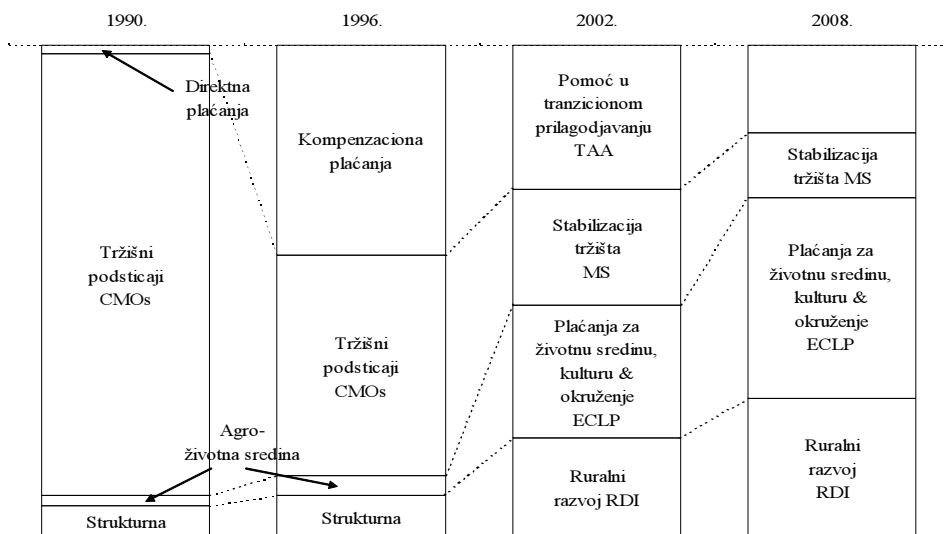 1990.
1996.
2002.
2008.
Direktna
plaćanja
Tržišni
podsticaji
CMOs
Agro-
životna sredina
Strukturna
Kompenzaciona
plaćanja
Tržišni
podsticaji
CMOs
Strukturna
Pomoć u
tranzicionom
prilagodjavanju
TAA
Stabilizacija
tržišta
MS
Plaćanja za
životnu sredinu,
kulturu &
okruženje
ECLP
Ruralni
razvoj RDI
Stabilizacija
tržišta MS
Plaćanja za
životnu sredinu,
kulturu &
okruženje
ECLP
Ruralni
razvoj
RDI